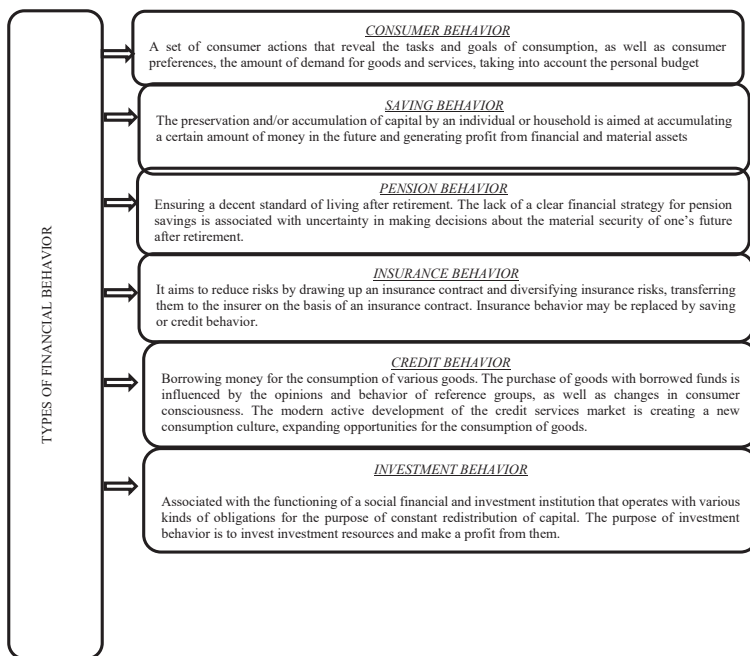 TYPES OF FINANCIAL BEHAVIOR
CONSUMER BEHAVIOR
A set of consumer actions that reveal the tasks and goals of consumption, as well as consumer
preferences, the amount of demand for goods and services, taking into account the personal budget
SAVING BEHAVIOR
The preservation and/or accumulation of capital by an individual or household is aimed at accumulating
a certain amount of money in the future and generating profit from financial and material assets
PENSION BEHAVIOR
Ensuring a decent standard of living after retirement. The lack of a clear financial strategy for pension
savings is associated with uncertainty in making decisions about the material security of one’s future
after retirement.
INSURANCE BEHAVIOR
It aims to reduce risks by drawing up an insurance contract and diversifying insurance risks, transferring
them to the insurer on the basis of an insurance contract. Insurance behavior may be replaced by saving
or credit behavior.
CREDIT BEHAVIOR
Borrowing money for the consumption of various goods. The purchase of goods with borrowed funds is
influenced by the opinions and behavior of reference groups, as well as changes in consumer
consciousness. The modern active development of the credit services market is creating a new
consumption culture, expanding opportunities for the consumption of goods.
INVESTMENT BEHAVIOR
Associated with the functioning of a social financial and investment institution that operates with various
kinds of obligations for the purpose of constant redistribution of capital. The purpose of investment
behavior is to invest investment resources and make a profit from them.